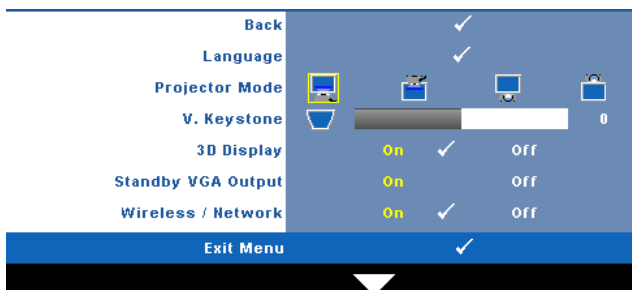 Back
Language
Projector Mode
V. Keystone 0
3D Display On Off
Standby VGA Output On Off
Wireless / Network On Off
Exit Menu